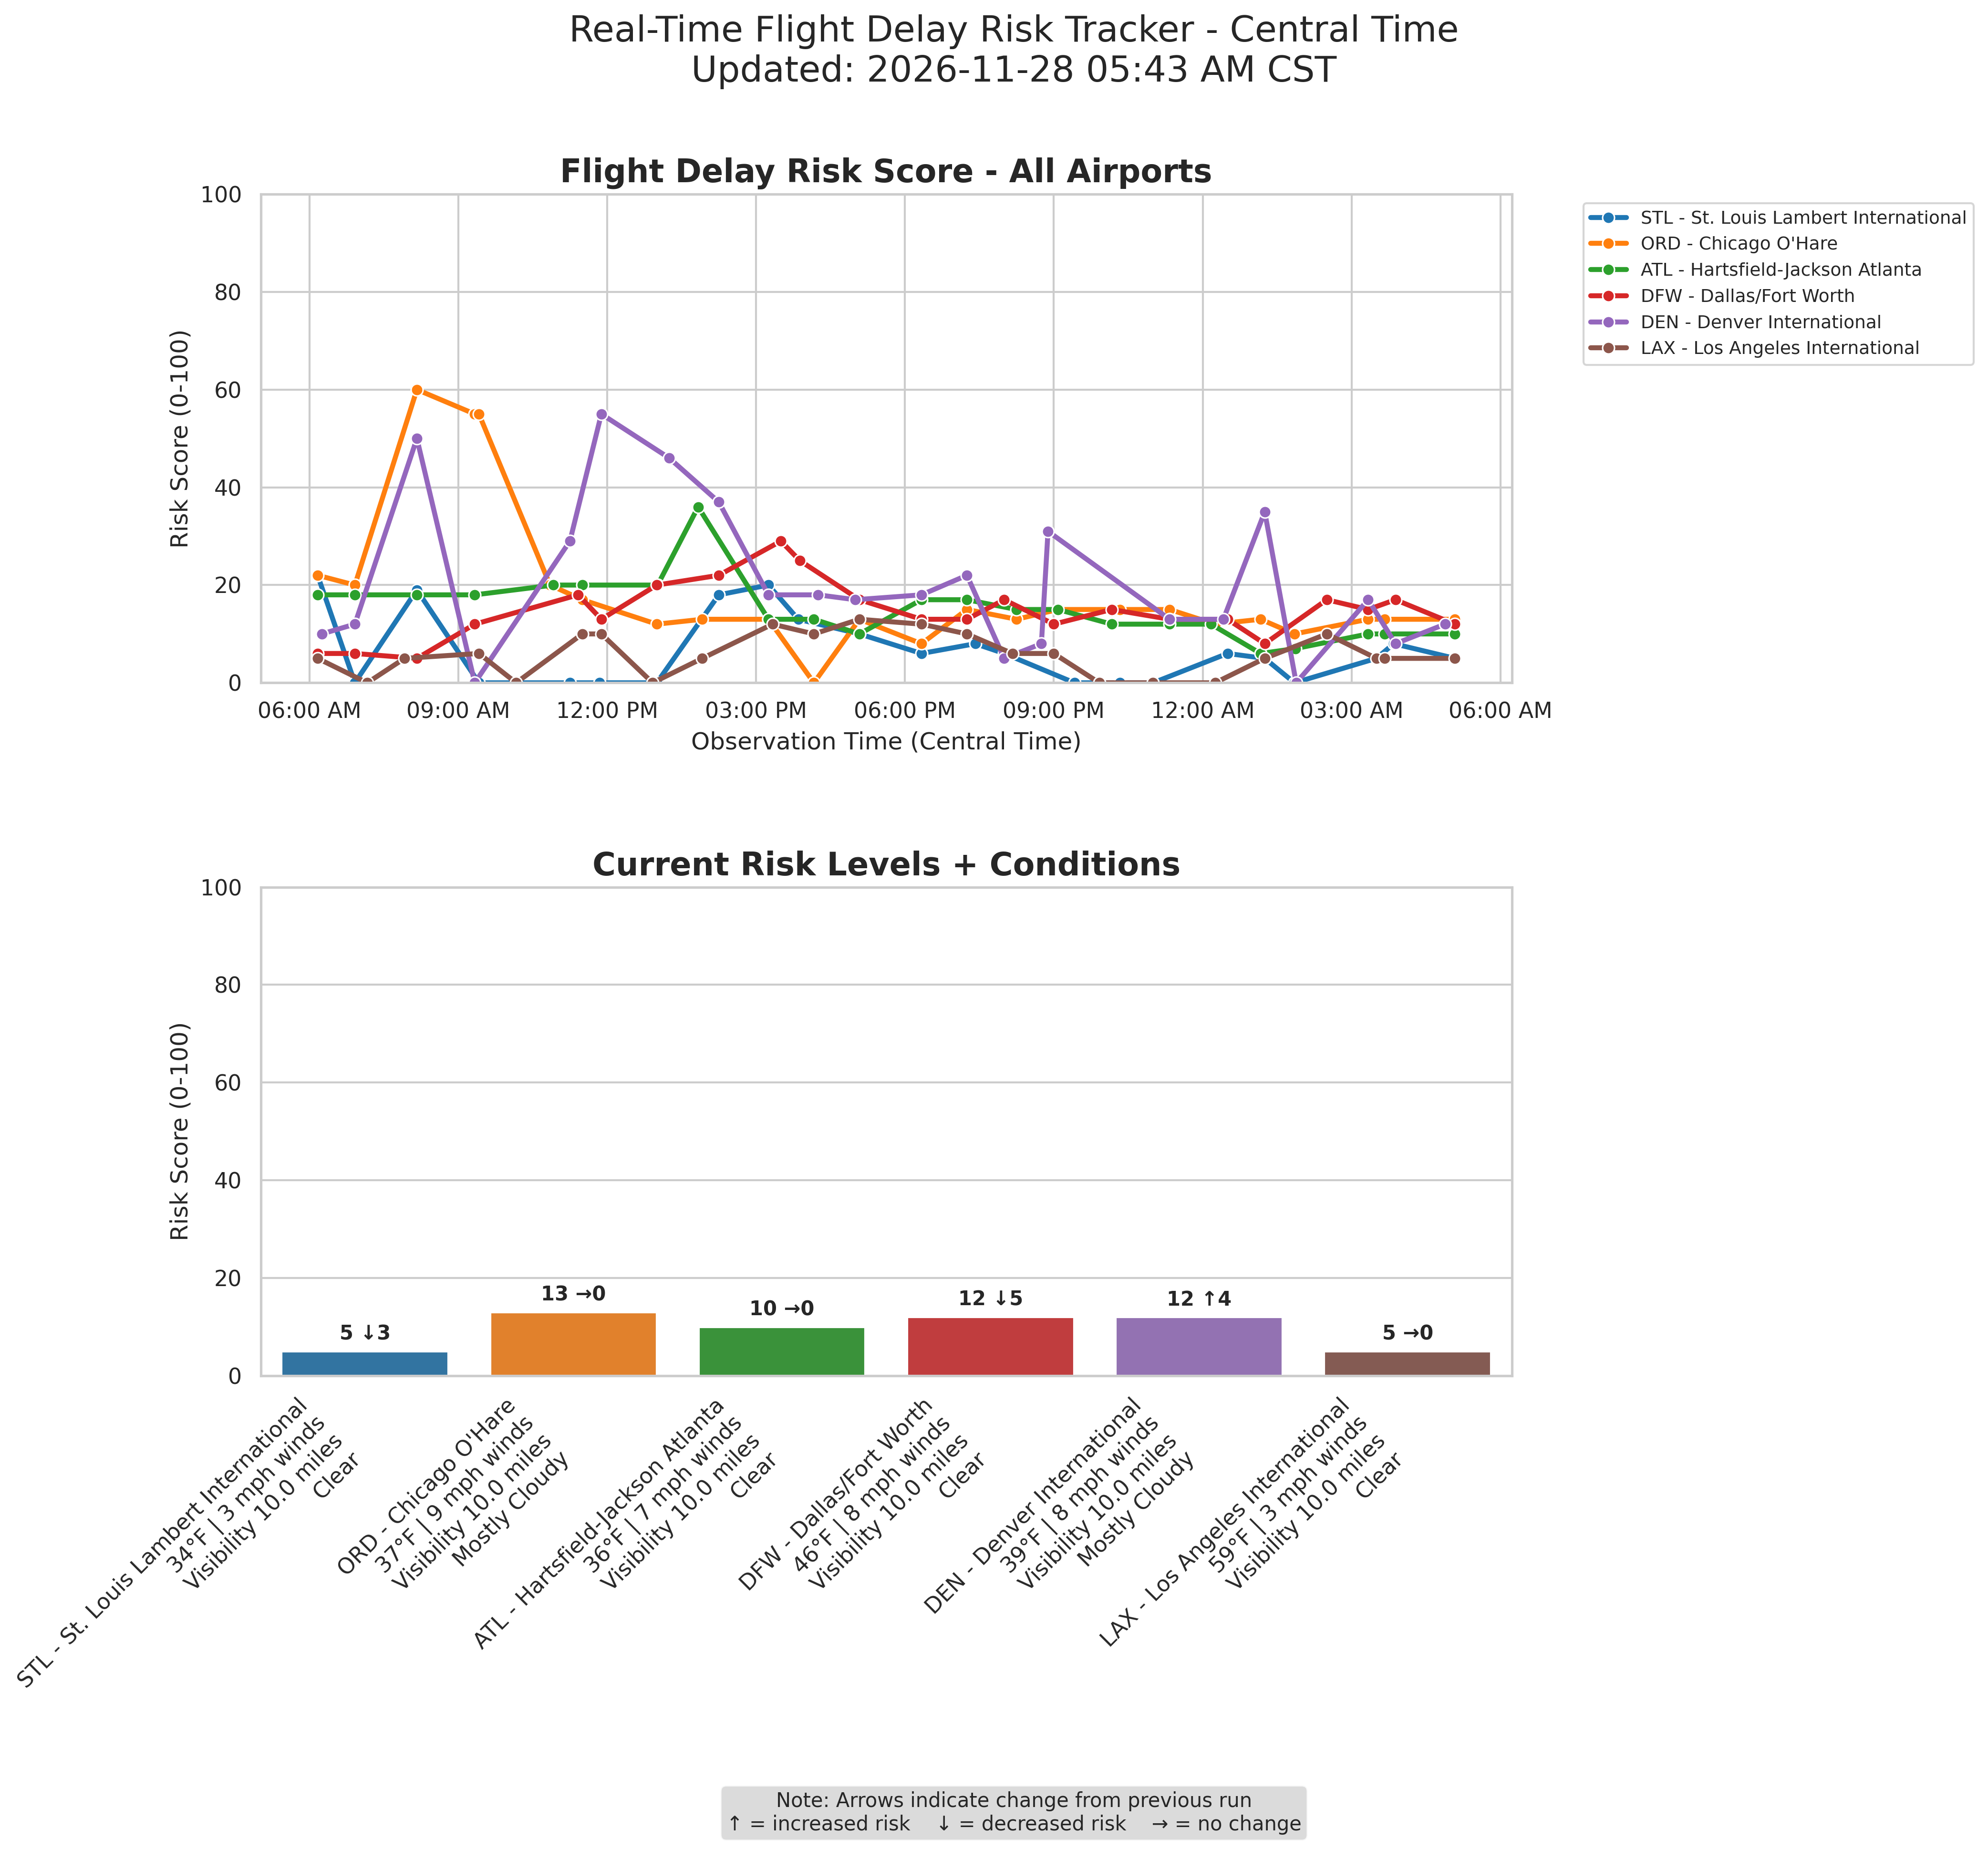 Real-Time Flight Delay Risk Tracker - Central Time
Updated: 2026-11-28 05:43 AM CST
Flight Delay Risk Score - All Airports
Risk Score (0-100)
100
80
60
40
20
0
06:00 AM
09:00 AM
12:00 PM
03:00 PM
06:00 PM
09:00 PM
12:00 AM
03:00 AM
06:00 AM
Observation Time (Central Time)
STL - St. Louis Lambert International
ORD - Chicago O'Hare
ATL - Hartsfield-Jackson Atlanta
DFW - Dallas/Fort Worth
DEN - Denver International
LAX - Los Angeles International
Current Risk Levels + Conditions
Risk Score (0-100)
100
80
60
40
20
0
5 ↓3
13 →0
10 →0
12 ↓5
12 ↑4
5 →0
STL - St. Louis Lambert International
34°F | 3 mph winds
Visibility 10.0 miles
Clear
ORD - Chicago O'Hare
37°F | 9 mph winds
Visibility 10.0 miles
Mostly Cloudy
ATL - Hartsfield-Jackson Atlanta
36°F | 7 mph winds
Visibility 10.0 miles
Clear
DFW - Dallas/Fort Worth
46°F | 8 mph winds
Visibility 10.0 miles
Clear
DEN - Denver International
39°F | 8 mph winds
Visibility 10.0 miles
Mostly Cloudy
LAX - Los Angeles International
59°F | 3 mph winds
Visibility 10.0 miles
Clear
Note: Arrows indicate change from previous run
↑ = increased risk ↓ = decreased risk → = no change